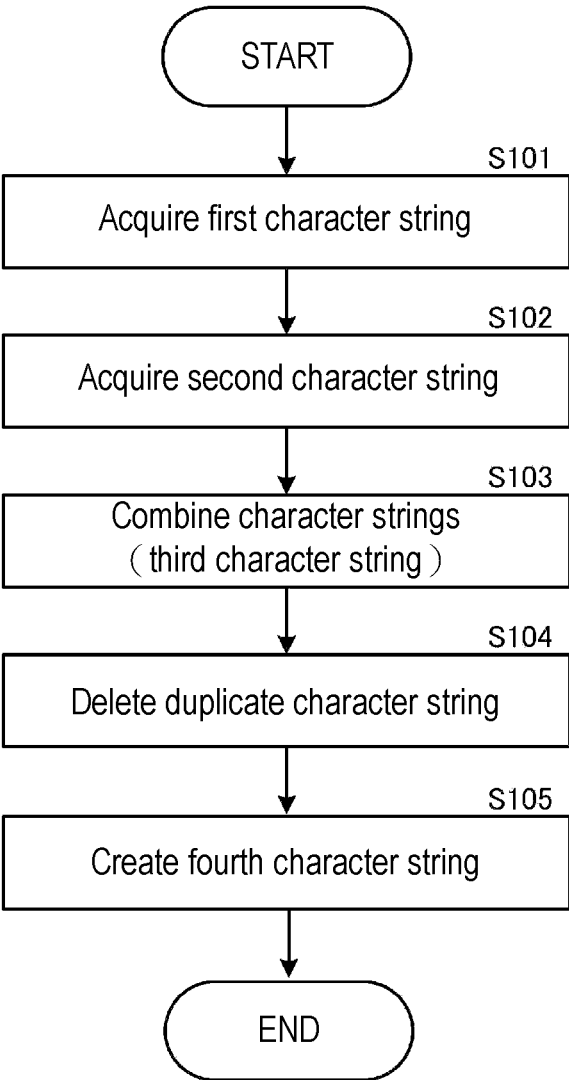 START
S101
Acquire first character string
S102
Acquire second character string
S103
Combine character strings
（third character string）
S104
Delete duplicate character string
S105
Create fourth character string
END